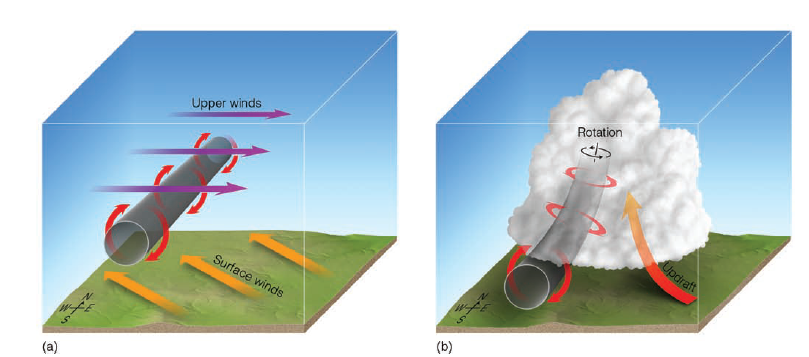 Upper winds
Surface winds
N
W E
S
(a)
Rotation
Updraft
N
W E
S
(b)